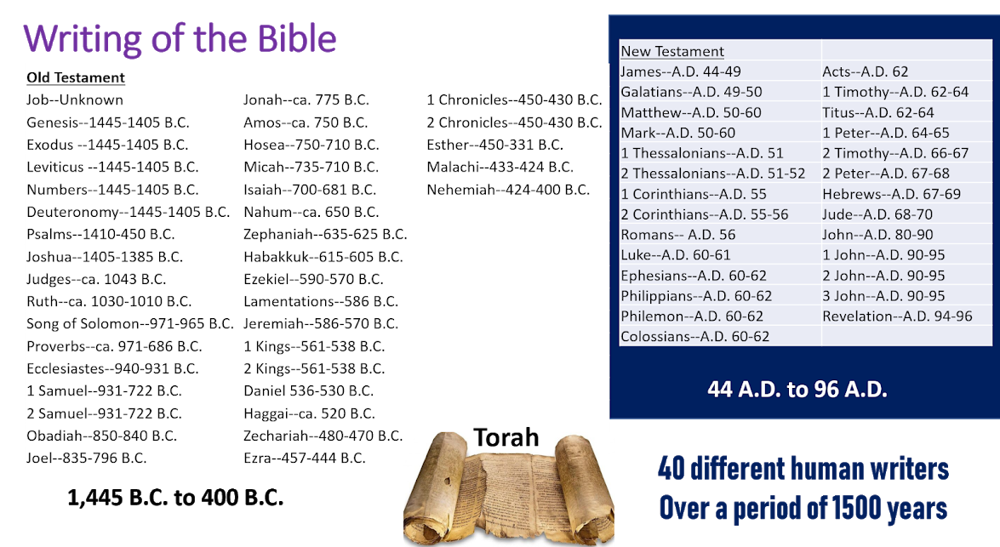 Writing of the Bible
Old Testament
Job--Unknown
Genesis--1445-1405 B.C.
Exodus --1445-1405 B.C.
Leviticus --1445-1405 B.C.
Numbers--1445-1405 B.C.
Deuteronomy--1445-1405 B.C.
Psalms--1410-450 B.C.
Joshua--1405-1385 B.C.
Judges--ca. 1043 B.C.
Ruth--ca. 1030-1010 B.C.
Song of Solomon--971-965 B.C.
Proverbs--ca. 971-686 B.C.
Ecclesiastes--940-931 B.C.
1 Samuel--931-722 B.C.
2 Samuel--931-722 B.C.
Obadiah--850-840 B.C.
Joel--835-796 B.C.
Jonah--ca. 775 B.C.
Amos--ca. 750 B.C.
Hosea--750-710 B.C.
Micah--735-710 B.C.
Isaiah--700-681 B.C.
Nahum--ca. 650 B.C.
Zephaniah--635-625 B.C.
Habakkuk--615-605 B.C.
Ezekiel--590-570 B.C.
Lamentations--586 B.C.
Jeremiah--586-570 B.C.
1 Kings--561-538 B.C.
2 Kings--561-538 B.C.
Daniel 536-530 B.C.
Haggai--ca. 520 B.C.
Zechariah--480-470 B.C.
Ezra--457-444 B.C.
1 Chronicles--450-430 B.C.
2 Chronicles--450-430 B.C.
Esther--450-331 B.C.
Malachi--433-424 B.C.
Nehemiah--424-400 B.C.
1,445 B.C. to 400 B.C.
Torah
New Testament
James--A.D. 44-49
Galatians--A.D. 49-50
Matthew--A.D. 50-60
Mark--A.D. 50-60
1 Thessalonians--A.D. 51
2 Thessalonians--A.D. 51-52
1 Corinthians--A.D. 55
2 Corinthians--A.D. 55-56
Romans-- A.D. 56
Luke--A.D. 60-61
Ephesians--A.D. 60-62
Philippians--A.D. 60-62
Philemon--A.D. 60-62
Colossians--A.D. 60-62
Acts--A.D. 62
1 Timothy--A.D. 62-64
Titus--A.D. 62-64
1 Peter--A.D. 64-65
2 Timothy--A.D. 66-67
2 Peter--A.D. 67-68
Hebrews--A.D. 67-69
Jude--A.D. 68-70
John--A.D. 80-90
1 John--A.D. 90-95
2 John--A.D. 90-95
3 John--A.D. 90-95
Revelation--A.D. 94-96
44 A.D. to 96 A.D.
40 different human writers
Over a period of 1500 years